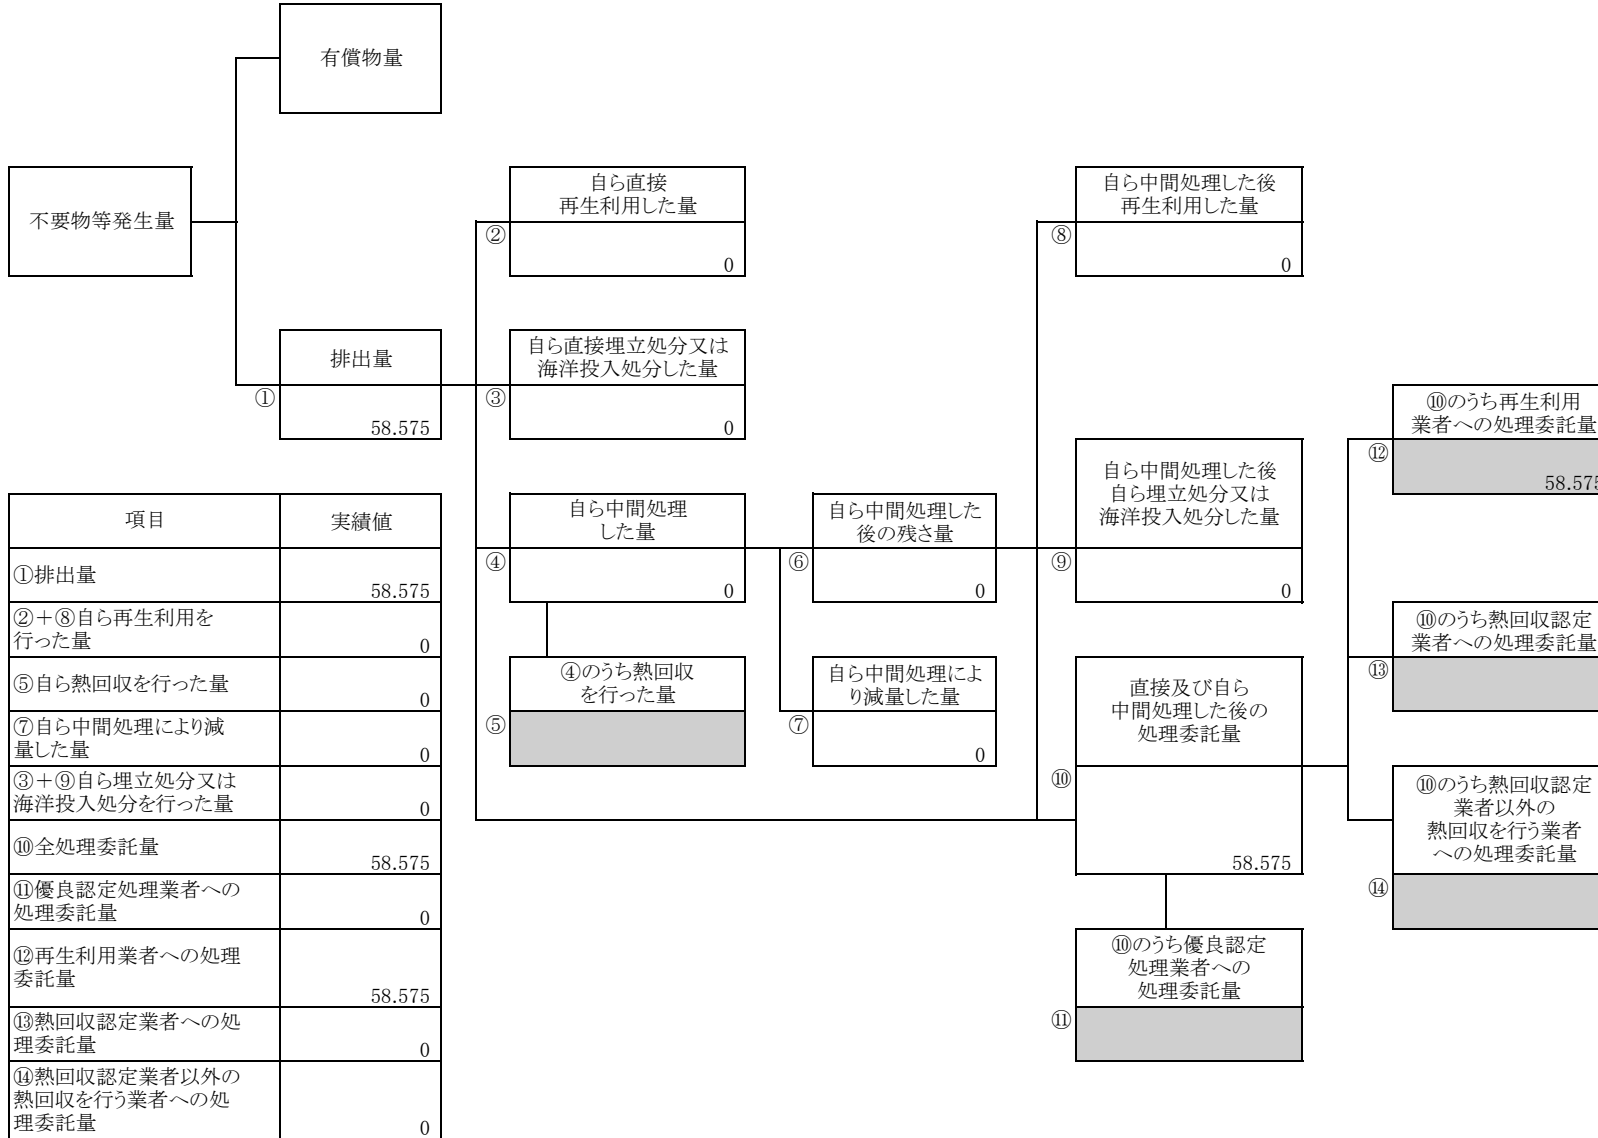 有償物量
不要物等発生量
自ら直接
再生利用した量
②
0
自ら中間処理した後
再生利用した量
⑧
0
排出量
①
58.575
自ら直接埋立処分又は
海洋投入処分した量
③
0
⑩のうち再生利用
業者への処理委託量
⑫
58.575
自ら中間処理した後
自ら埋立処分又は
海洋投入処分した量
⑨
0
自ら中間処理
した量
④
0
自ら中間処理した
後の残さ量
⑥
0
④のうち熱回収
を行った量
⑤
自ら中間処理によ
り減量した量
⑦
0
直接及び自ら
中間処理した後の
処理委託量
⑩
58.575
⑩のうち熱回収認定
業者への処理委託量
⑬
⑩のうち熱回収認定
業者以外の
熱回収を行う業者
への処理委託量
⑭
⑩のうち優良認定
処理業者への
処理委託量
⑪
項目
実績値
①排出量
58.575
②+⑧自ら再生利用を
行った量
0
⑤自ら熱回収を行った量
0
⑦自ら中間処理により減
量した量
0
③+⑨自ら埋立処分又は
海洋投入処分を行った量
0
⑩全処理委託量
58.575
⑪優良認定処理業者への
処理委託量
0
⑫再生利用業者への処理
委託量
58.575
⑬熱回収認定業者への処
理委託量
0
⑭熱回収認定業者以外の
熱回収を行う業者への処
理委託量
0